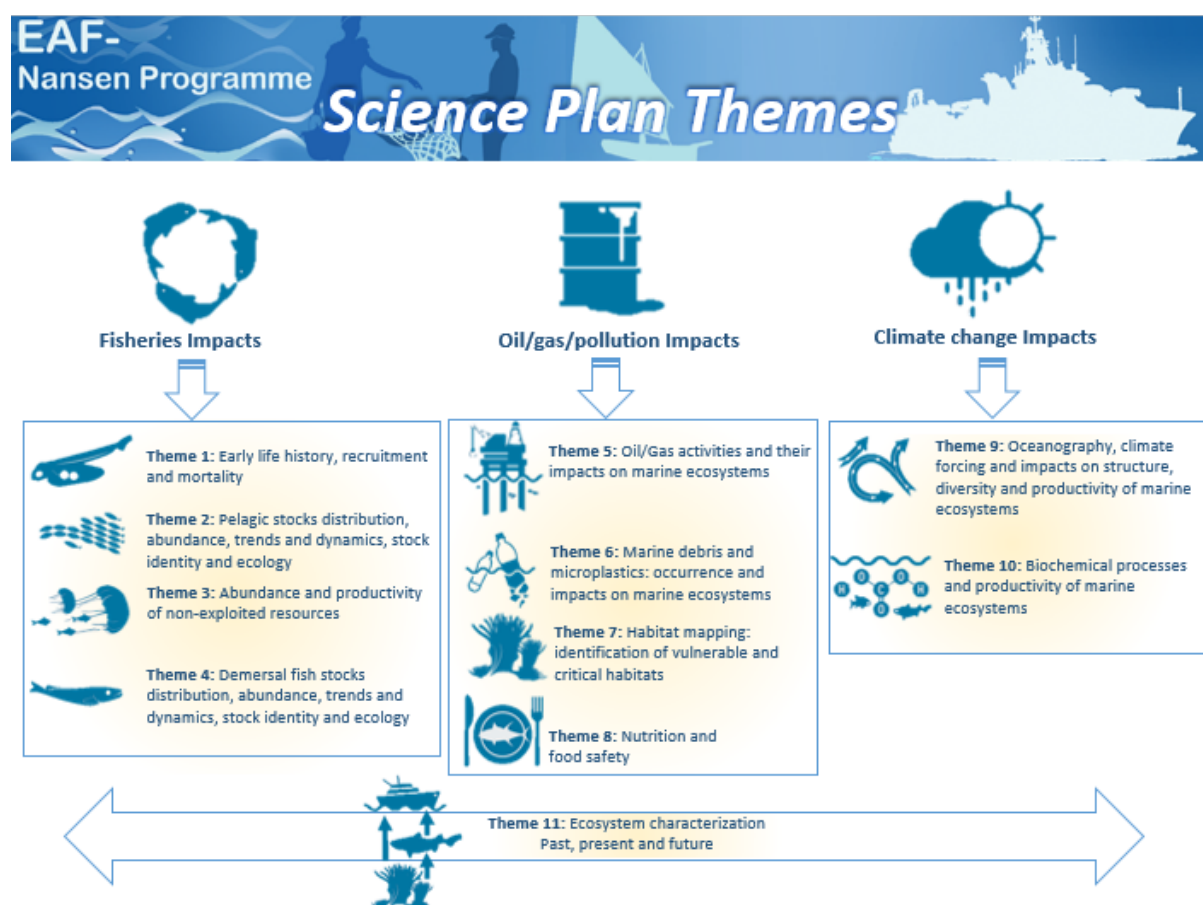 EAF-
Nansen Programme
Science Plan Themes
Fisheries Impacts
Theme 1: Early life history, recruitment
and mortality
Theme 2: Pelagic stocks distribution,
abundance, trends and dynamics, stock
identity and ecology
Theme 3: Abundance and productivity
of non-exploited resources
Theme 4: Demersal fish stocks
distribution, abundance, trends and
dynamics, stock identity and ecology
Oil/gas/pollution Impacts
Theme 5: Oil/Gas activities and their
impacts on marine ecosystems
Theme 6: Marine debris and
microplastics: occurrence and
impacts on marine ecosystems
Theme 7: Habitat mapping:
identification of vulnerable and
critical habitats
Theme 8: Nutrition and
food safety
Climate change Impacts
Theme 9: Oceanography, climate
forcing and impacts on structure,
diversity and productivity of marine
ecosystems
O O
H C H
O
Theme 10: Biochemical processes
and productivity of marine
ecosystems
Theme 11: Ecosystem characterization
Past, present and future